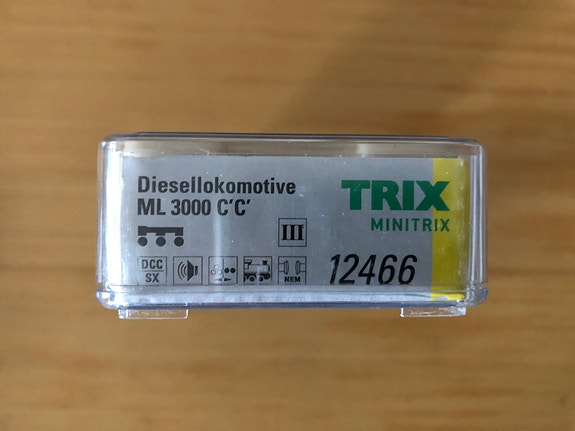 Diesellokomotive
ML 3000 C'C'
TRIX
MINITRIX
III
DCC
SX
NEM
12466